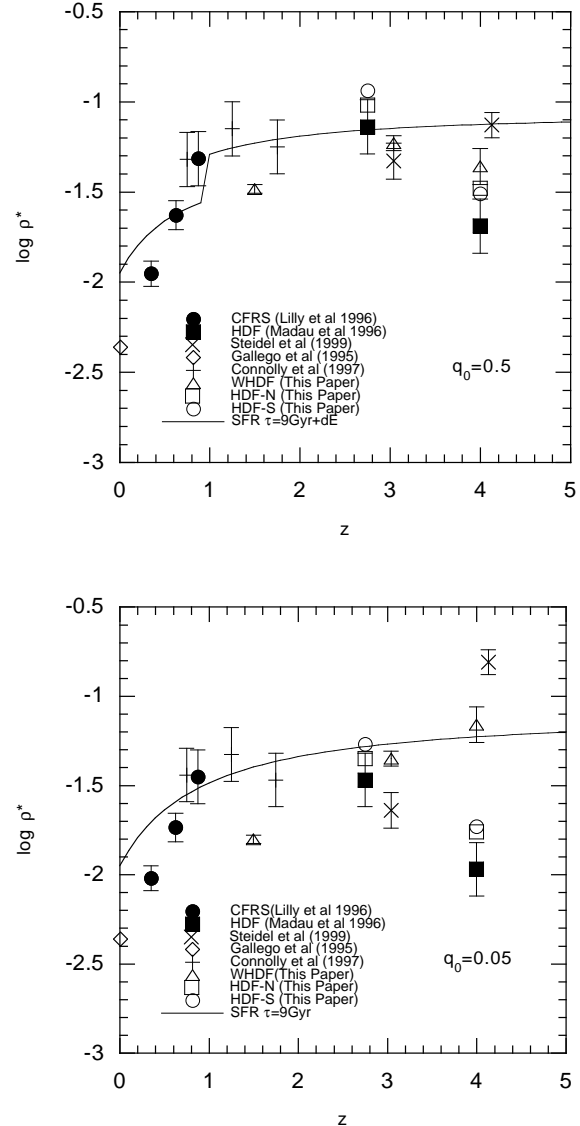 -0.5
-1
-1.5
-2
-2.5
-3
log ρ*
CFRS (Lilly et al 1996)
HDF (Madau et al 1996)
Steidel et al (1999)
Gallego et al (1995)
Connolly et al (1997)
WHDF (This Paper)
HDF-N (This Paper)
HDF-S (This Paper)
SFR τ=9Gyr+dE
q0=0.5
0 1 2 3 4 5
z
-0.5
-1
-1.5
-2
-2.5
-3
log ρ*
CFRS(Lilly et al 1996)
HDF (Madau et al 1996)
Steidel et al (1999)
Gallego et al (1995)
Connolly et al (1997)
WHDF(This Paper)
HDF-N (This Paper)
HDF-S (This Paper)
SFR τ=9Gyr
q0=0.05
0 1 2 3 4 5
z